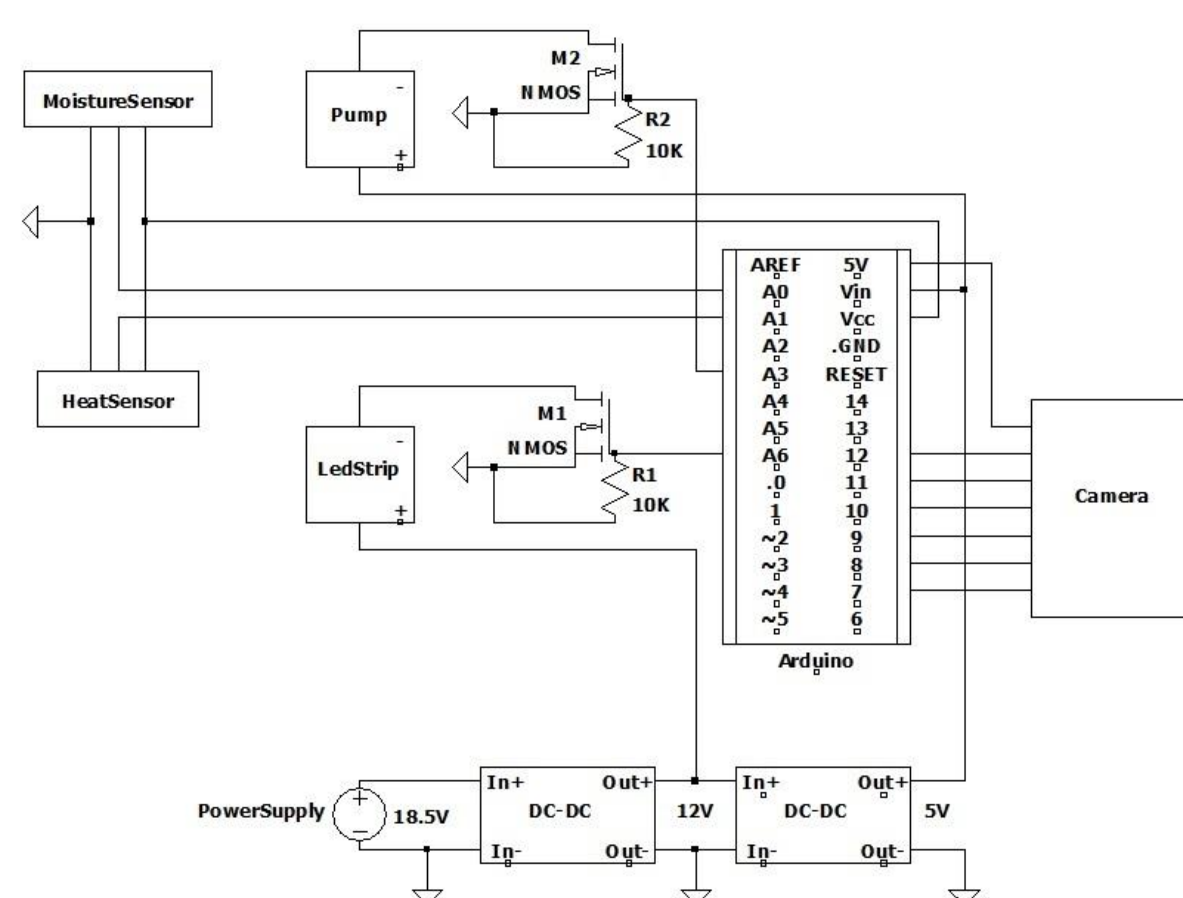 M2
MoistureSensor
-
NMOS
Pump
R2
+
10K
AREF 5V
A0 Vin
A1 Vcc
A2 .GND
A3 RESET
A4 14
A5 13
A6 12
.0 11
1 10
~2 9
~3 8
~4 7
~5 6
Arduino
HeatSensor
M1
-
NMOS
LedStrip
R1
+
10K
Camera
In+ Out+
In+ Out+
PowerSupply
+
-
18.5V
DC-DC
12V
DC-DC
5V
In- Out-
In- Out-